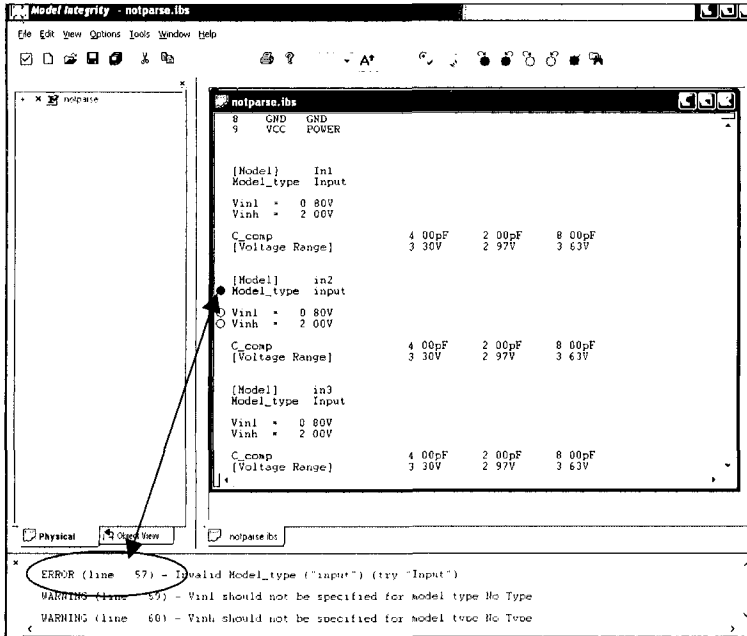 Model Integrity - notparse.ibs
File Edit View Options Tools Window Help
notparse
notparse.ibs
8 GND GND
9 VCC POWER
[Model] In1
Model_type Input
Vinl = 0 80V
Vinh = 2 00V
C_comp 4 00pF 2 00pF 8 00pF
[Voltage Range] 3 30V 2 97V 3 63V
[Model] in2
Model_type input
Vinl = 0 80V
Vinh = 2 00V
C_comp 4 00pF 2 00pF 8 00pF
[Voltage Range] 3 30V 2 97V 3 63V
[Model] in3
Model_type Input
Vinl = 0 80V
Vinh = 2 00V
C_comp 4 00pF 2 00pF 8 00pF
[Voltage Range] 3 30V 2 97V 3 63V
Physical Object View notparse ibs
ERROR (line 57) - Invalid Model_type ("input") (try "Input")
WARNING (line 59) - Vinl should not be specified for model type No Type
WARNING (line 60) - Vinh should not be specified for model type No Type